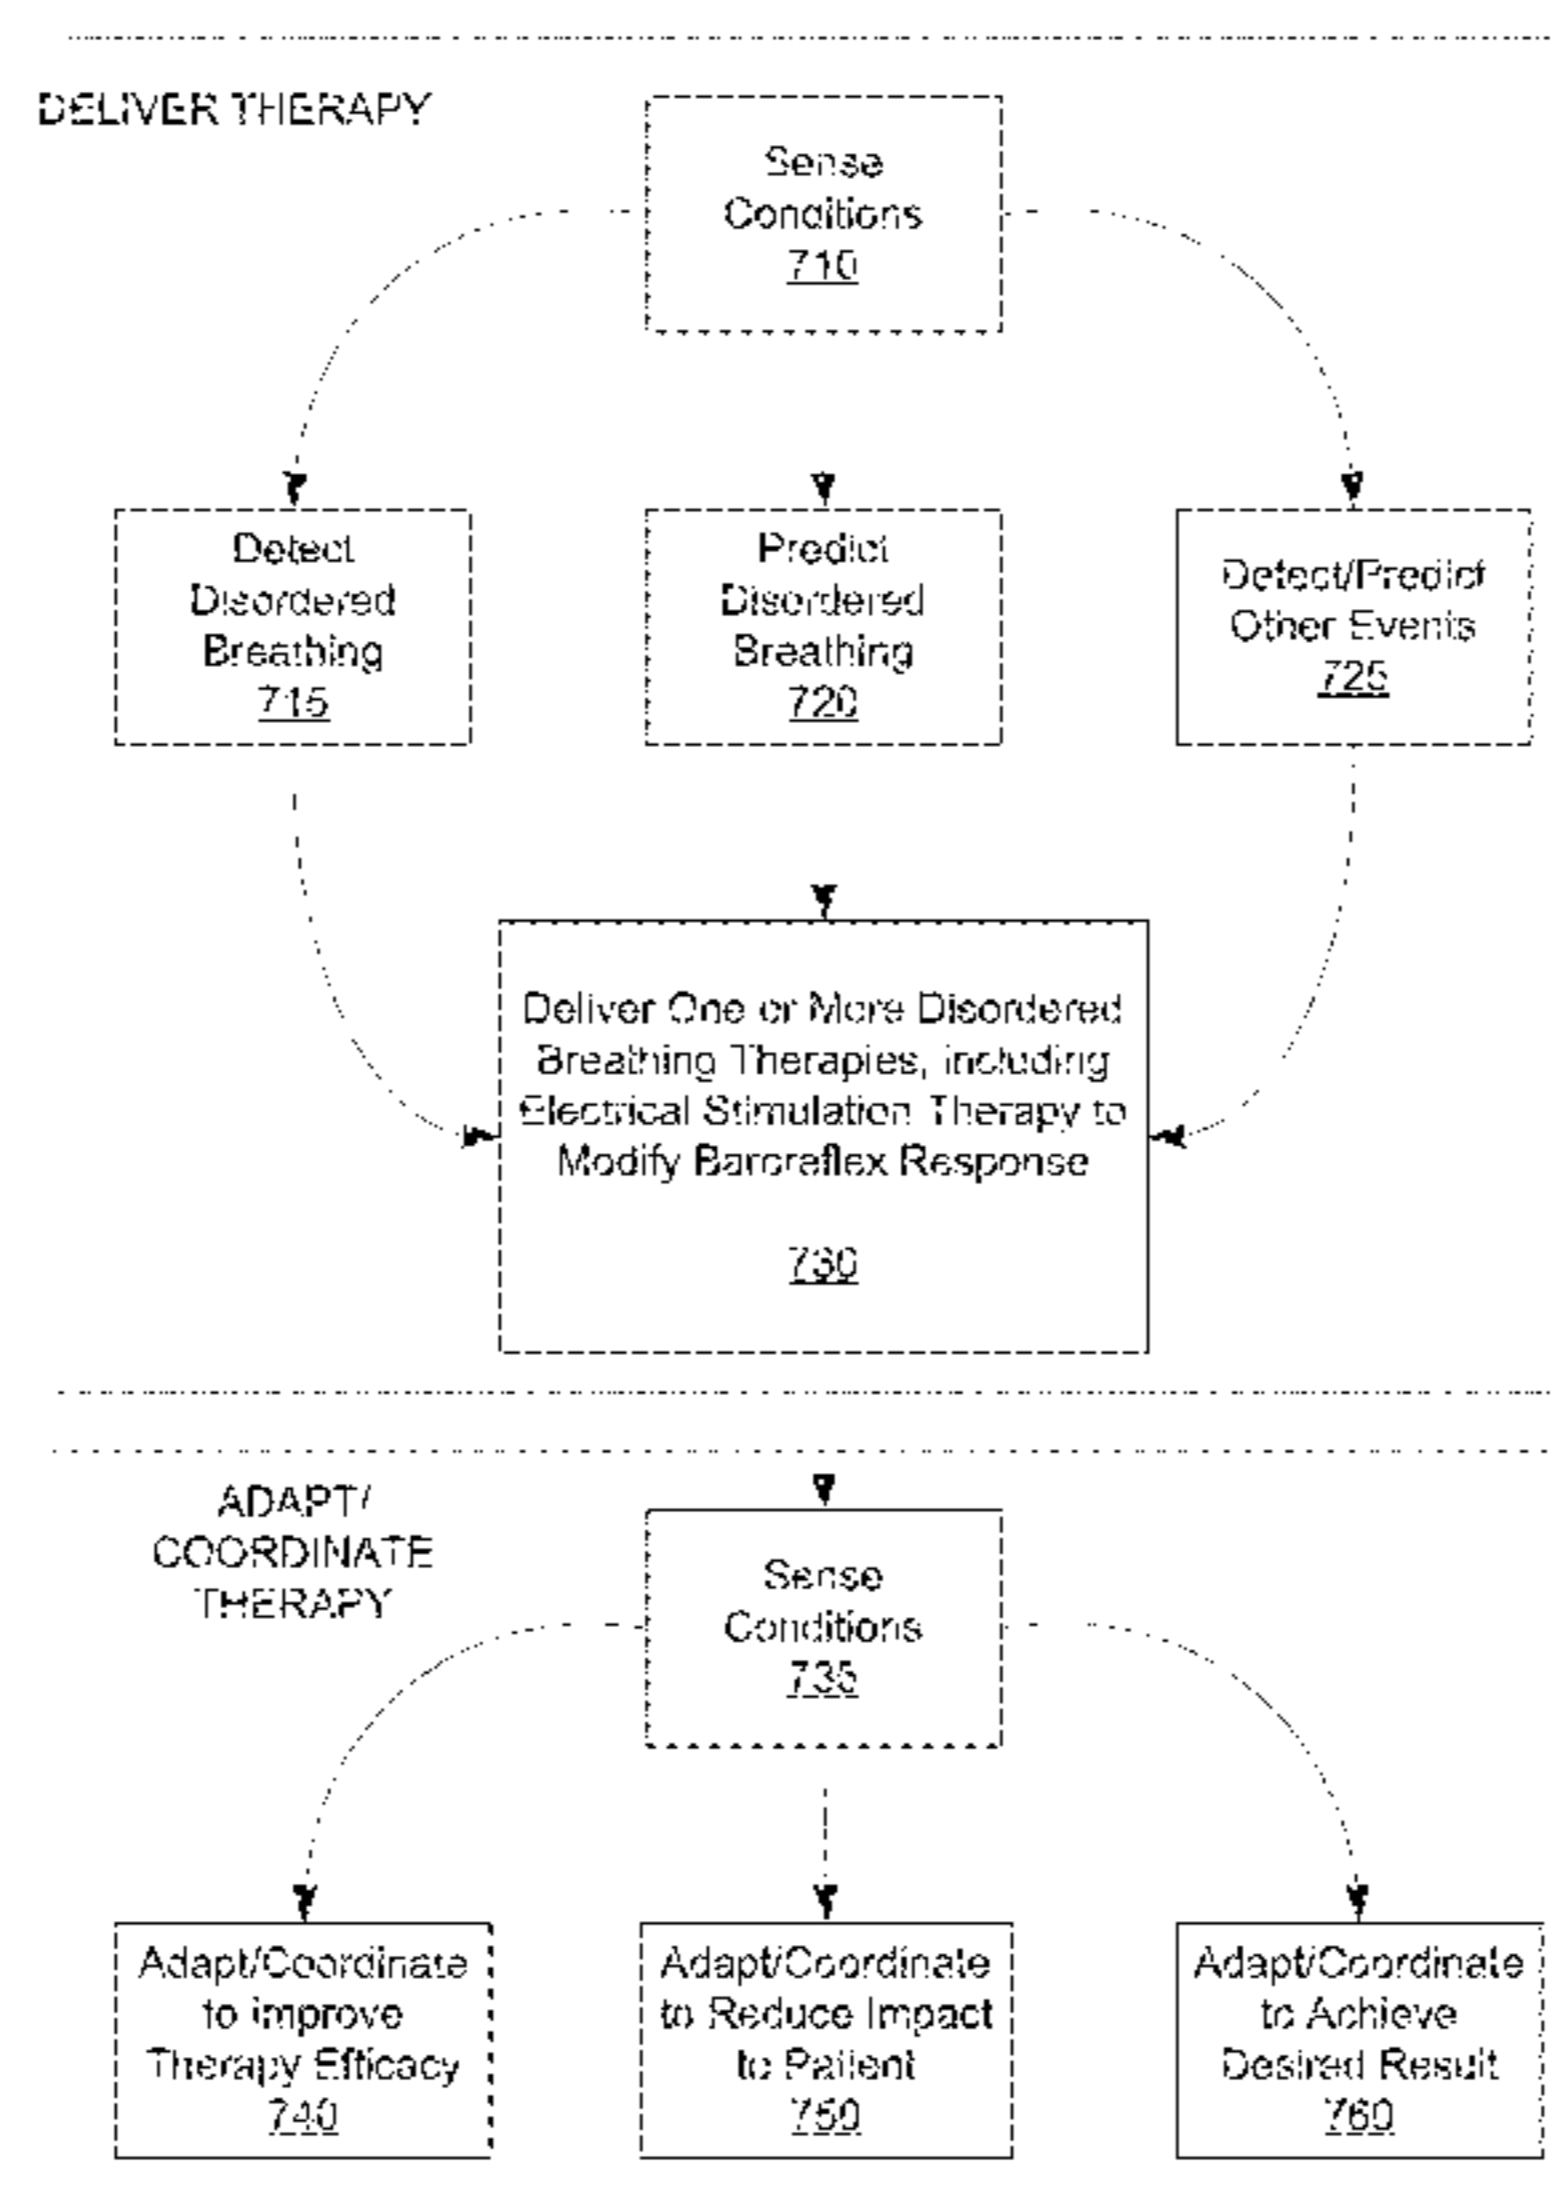 DELIVER THERAPY
Sense
Conditions
710
Detect
Disordered
Breathing
715
Predict
Disordered
Breathing
720
Detect/Predict
Other Events
725
Deliver One or More Disordered
Breathing Therapies, including
Electrical Stimulation Therapy to
Modify Baroreflex Response
730
ADAPT/
COORDINATE
THERAPY
Sense
Conditions
735
Adapt/Coordinate
to Improve
Therapy Efficacy
740
Adapt/Coordinate
to Reduce Impact
to Patient
750
Adapt/Coordinate
to Achieve
Desired Result
760